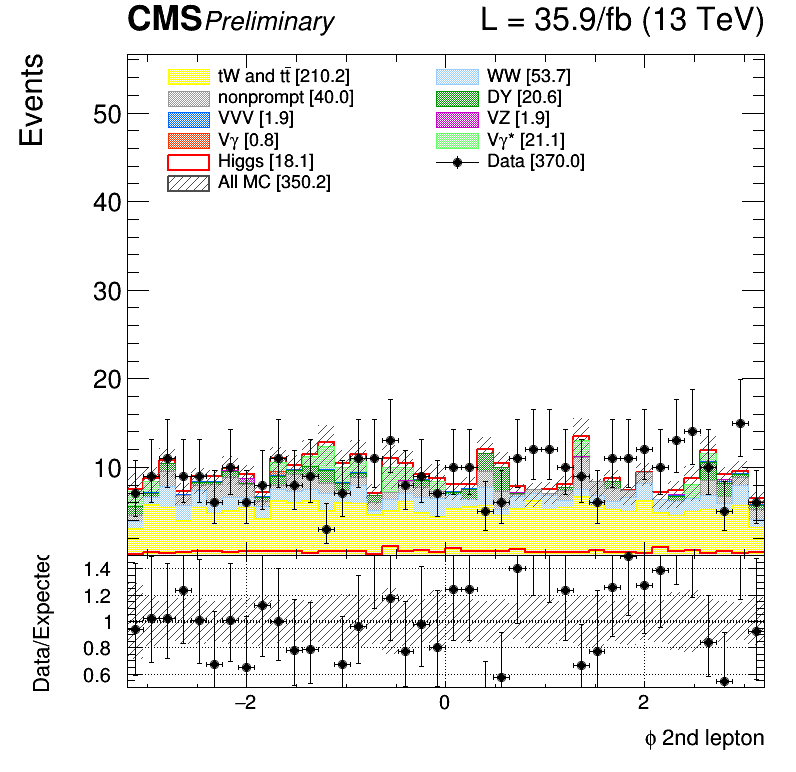 CMS Preliminary L = 35.9/fb (13 TeV)
Events
tW and tt̄ [210.2] WW [53.7]
nonprompt [40.0] DY [20.6]
VVV [1.9] VZ [1.9]
Vγ [0.8] Vγ* [21.1]
Higgs [18.1] Data [370.0]
All MC [350.2]
50
40
30
20
10
Data/Expected
1.4
1.2
1
0.8
0.6
−2 0 2
ϕ 2nd lepton